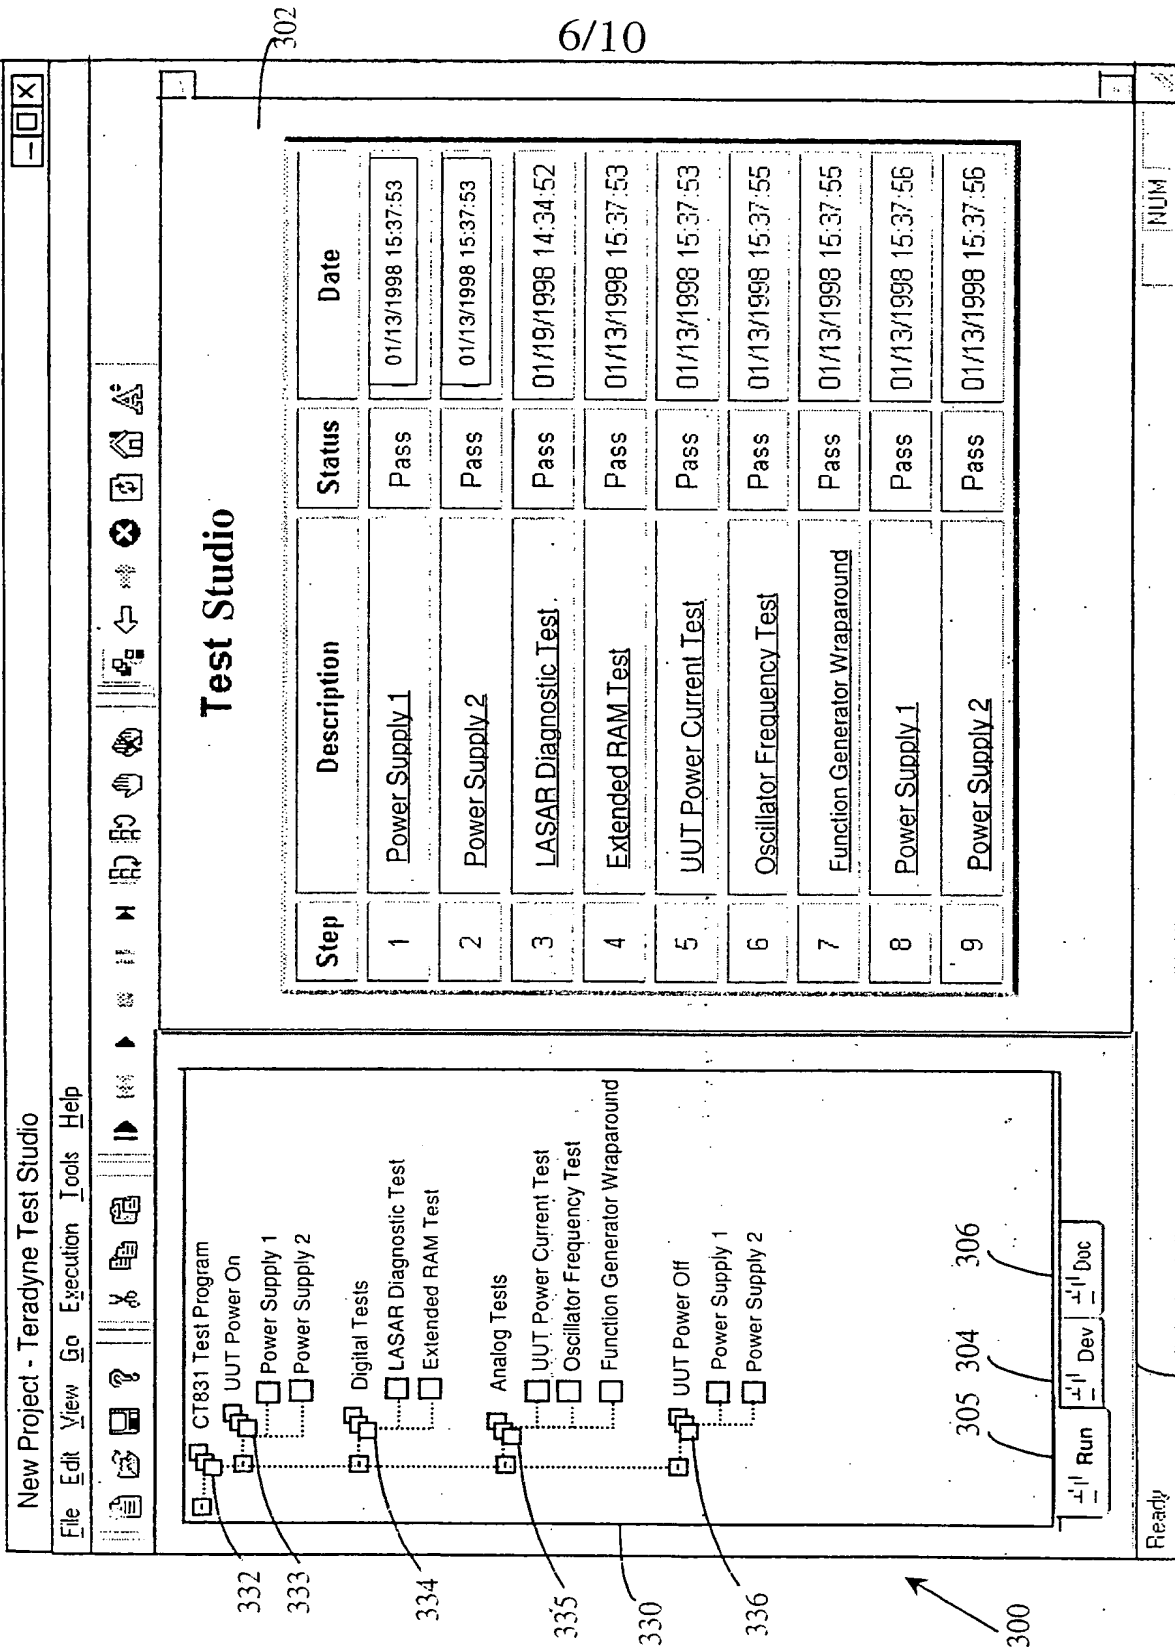 6/10
New Project - Teradyne Test Studio
File Edit View Go Execution Tools Help
CT831 Test Program
UUT Power On
Power Supply 1
Power Supply 2
Digital Tests
LASAR Diagnostic Test
Extended RAM Test
Analog Tests
UUT Power Current Test
Oscillator Frequency Test
Function Generator Wraparound
UUT Power Off
Power Supply 1
Power Supply 2
Run Dev Doc
Test Studio
Step Description Status Date
1 Power Supply 1 Pass 01/13/1998 15:37:53
2 Power Supply 2 Pass 01/13/1998 15:37:53
3 LASAR Diagnostic Test Pass 01/19/1998 14:34:52
4 Extended RAM Test Pass 01/13/1998 15:37:53
5 UUT Power Current Test Pass 01/13/1998 15:37:53
6 Oscillator Frequency Test Pass 01/13/1998 15:37:55
7 Function Generator Wraparound Pass 01/13/1998 15:37:55
8 Power Supply 1 Pass 01/13/1998 15:37:56
9 Power Supply 2 Pass 01/13/1998 15:37:56
Ready NUM
302
332
333
334
335
330
336
300
305
304
306